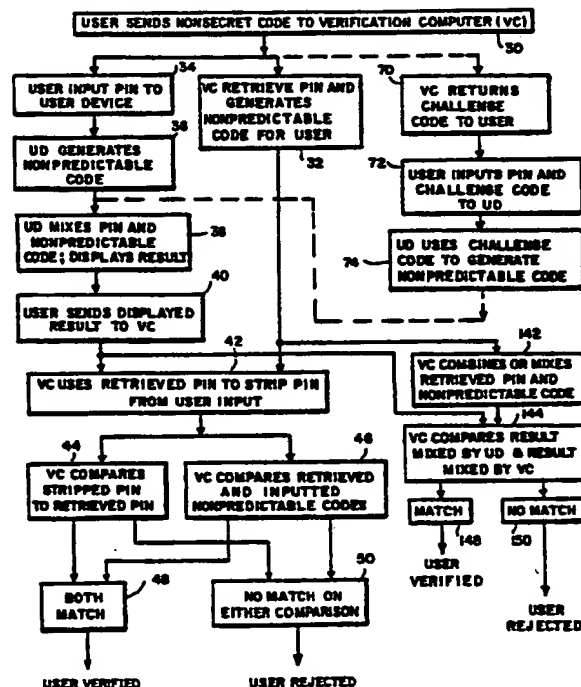 USER SENDS NONSECRET CODE TO VERIFICATION COMPUTER (VC)
30
34
USER INPUT PIN TO
USER DEVICE
36
UD GENERATES
NONPREDICTABLE
CODE
UD MIXES PIN AND
NONPREDICTABLE
CODE; DISPLAYS RESULT
38
40
USER SENDS DISPLAYED
RESULT TO VC
VC RETRIEVE PIN AND
GENERATES
NONPREDICTABLE
CODE FOR USER
32
70
VC RETURNS
CHALLENGE
CODE TO USER
72
USER INPUTS PIN AND
CHALLENGE CODE
TO UD
74
UD USES CHALLENGE
CODE TO GENERATE
NONPREDICTABLE CODE
42
VC USES RETRIEVED PIN TO STRIP PIN
FROM USER INPUT
44
VC COMPARES
STRIPPED PIN
TO RETRIEVED PIN
46
VC COMPARES RETRIEVED
AND INPUTTED
NONPREDICTABLE CODES
48
BOTH
MATCH
50
NO MATCH ON
EITHER COMPARISON
USER VERIFIED
USER REJECTED
142
VC COMBINES OR MIXES
RETRIEVED PIN AND
NONPREDICTABLE CODE
144
VC COMPARES RESULT
MIXED BY UD & RESULT
MIXED BY VC
MATCH
148
NO MATCH
150
USER
VERIFIED
USER
REJECTED